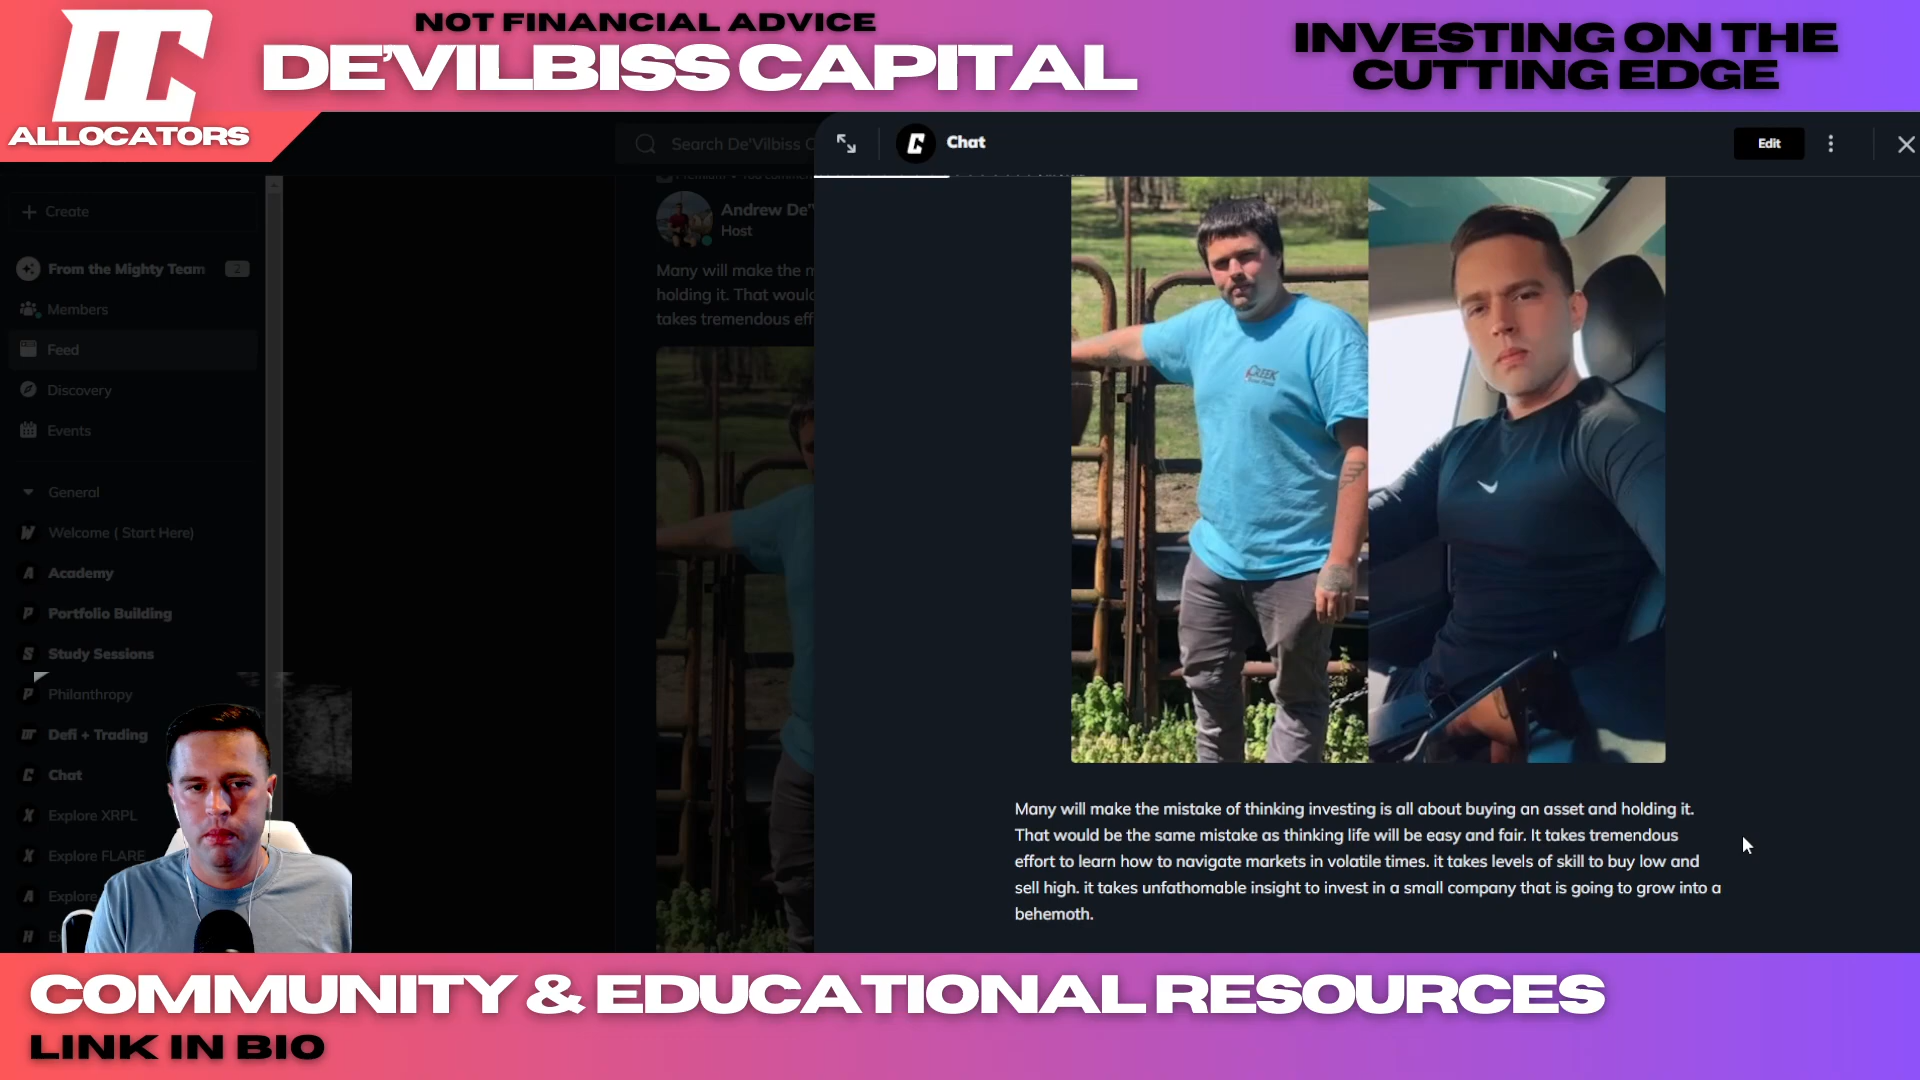 NOT FINANCIAL ADVICE
DE'VILBISS CAPITAL
INVESTING ON THE
CUTTING EDGE
ALLOCATORS
Search De'Vilbiss C
Chat
Edit
Create
From the Mighty Team 2
Members
Feed
Discovery
Events
General
Welcome ( Start Here)
Academy
Portfolio Building
Study Sessions
Philanthropy
Defi + Trading
Chat
Explore XRPL
Explore FLARE
Explore
Andrew De'
Host
Many will make the
holding it. That would
takes tremendous eff
CREEK
Many will make the mistake of thinking investing is all about buying an asset and holding it.
That would be the same mistake as thinking life will be easy and fair. It takes tremendous
effort to learn how to navigate markets in volatile times. it takes levels of skill to buy low and
sell high. it takes unfathomable insight to invest in a small company that is going to grow into a
behemoth.
COMMUNITY & EDUCATIONAL RESOURCES
LINK IN BIO